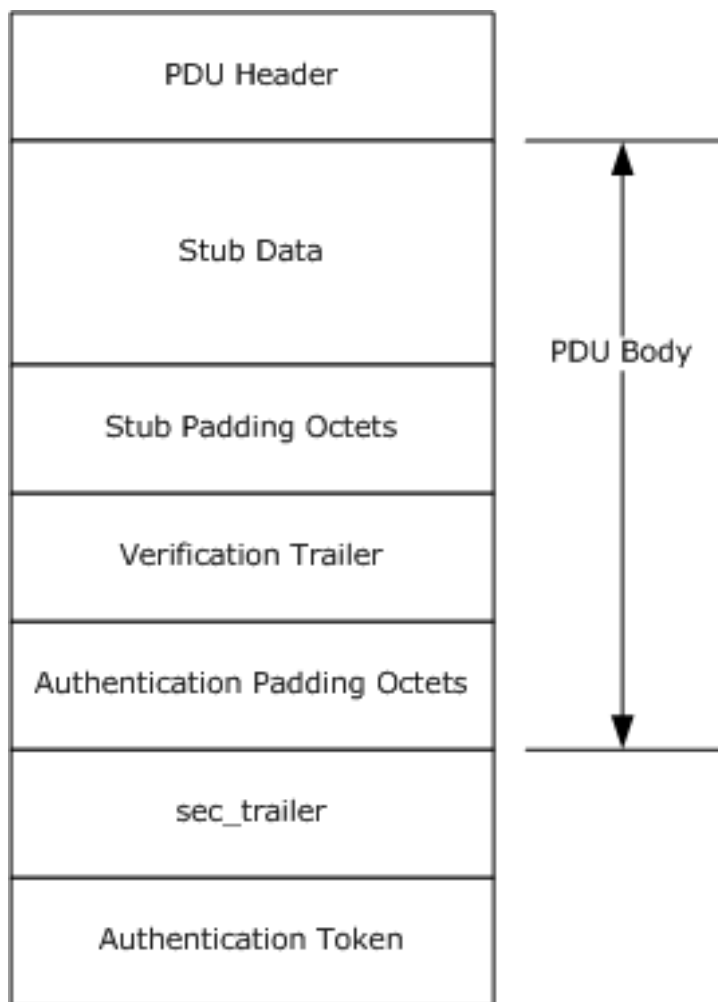 PDU Header
Stub Data
PDU Body
Stub Padding Octets
Verification Trailer
Authentication Padding Octets
sec_trailer
Authentication Token